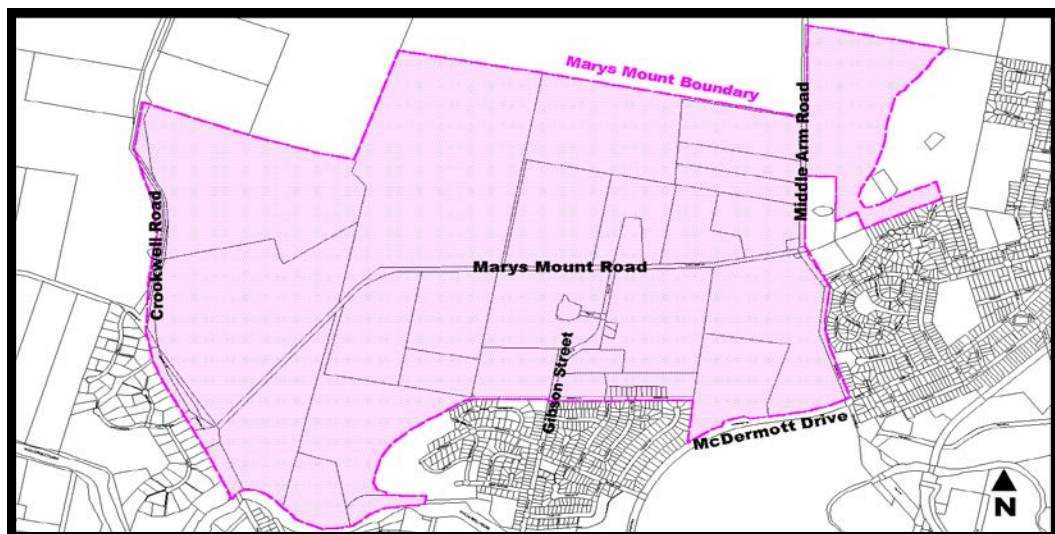 Marys Mount Boundary
Middle Arm Road
Crookwell Road
Marys Mount Road
Gibson Street
McDermott Drive
N